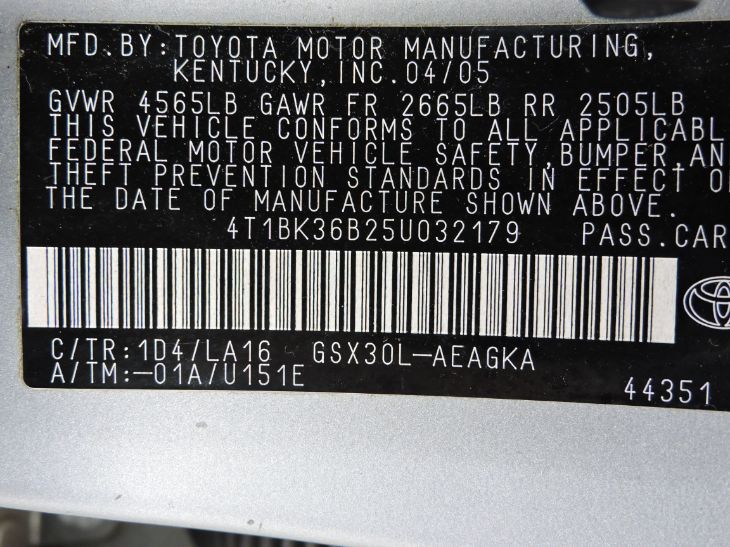 MFD. BY: TOYOTA MOTOR MANUFACTURING,
KENTUCKY, INC. 04/05
GVWR 4565LB GAWR FR 2665LB RR 2505LB
THIS VEHICLE CONFORMS TO ALL APPLICABL
FEDERAL MOTOR VEHICLE SAFETY, BUMPER, AN
THEFT PREVENTION STANDARDS IN EFFECT O
THE DATE OF MANUFACTURE SHOWN ABOVE.
4T1BK36B25U032179 PASS. CAR
C/TR: 1D4/LA16 GSX30L-AEAGKA
A/TM: -01A/U151E
44351